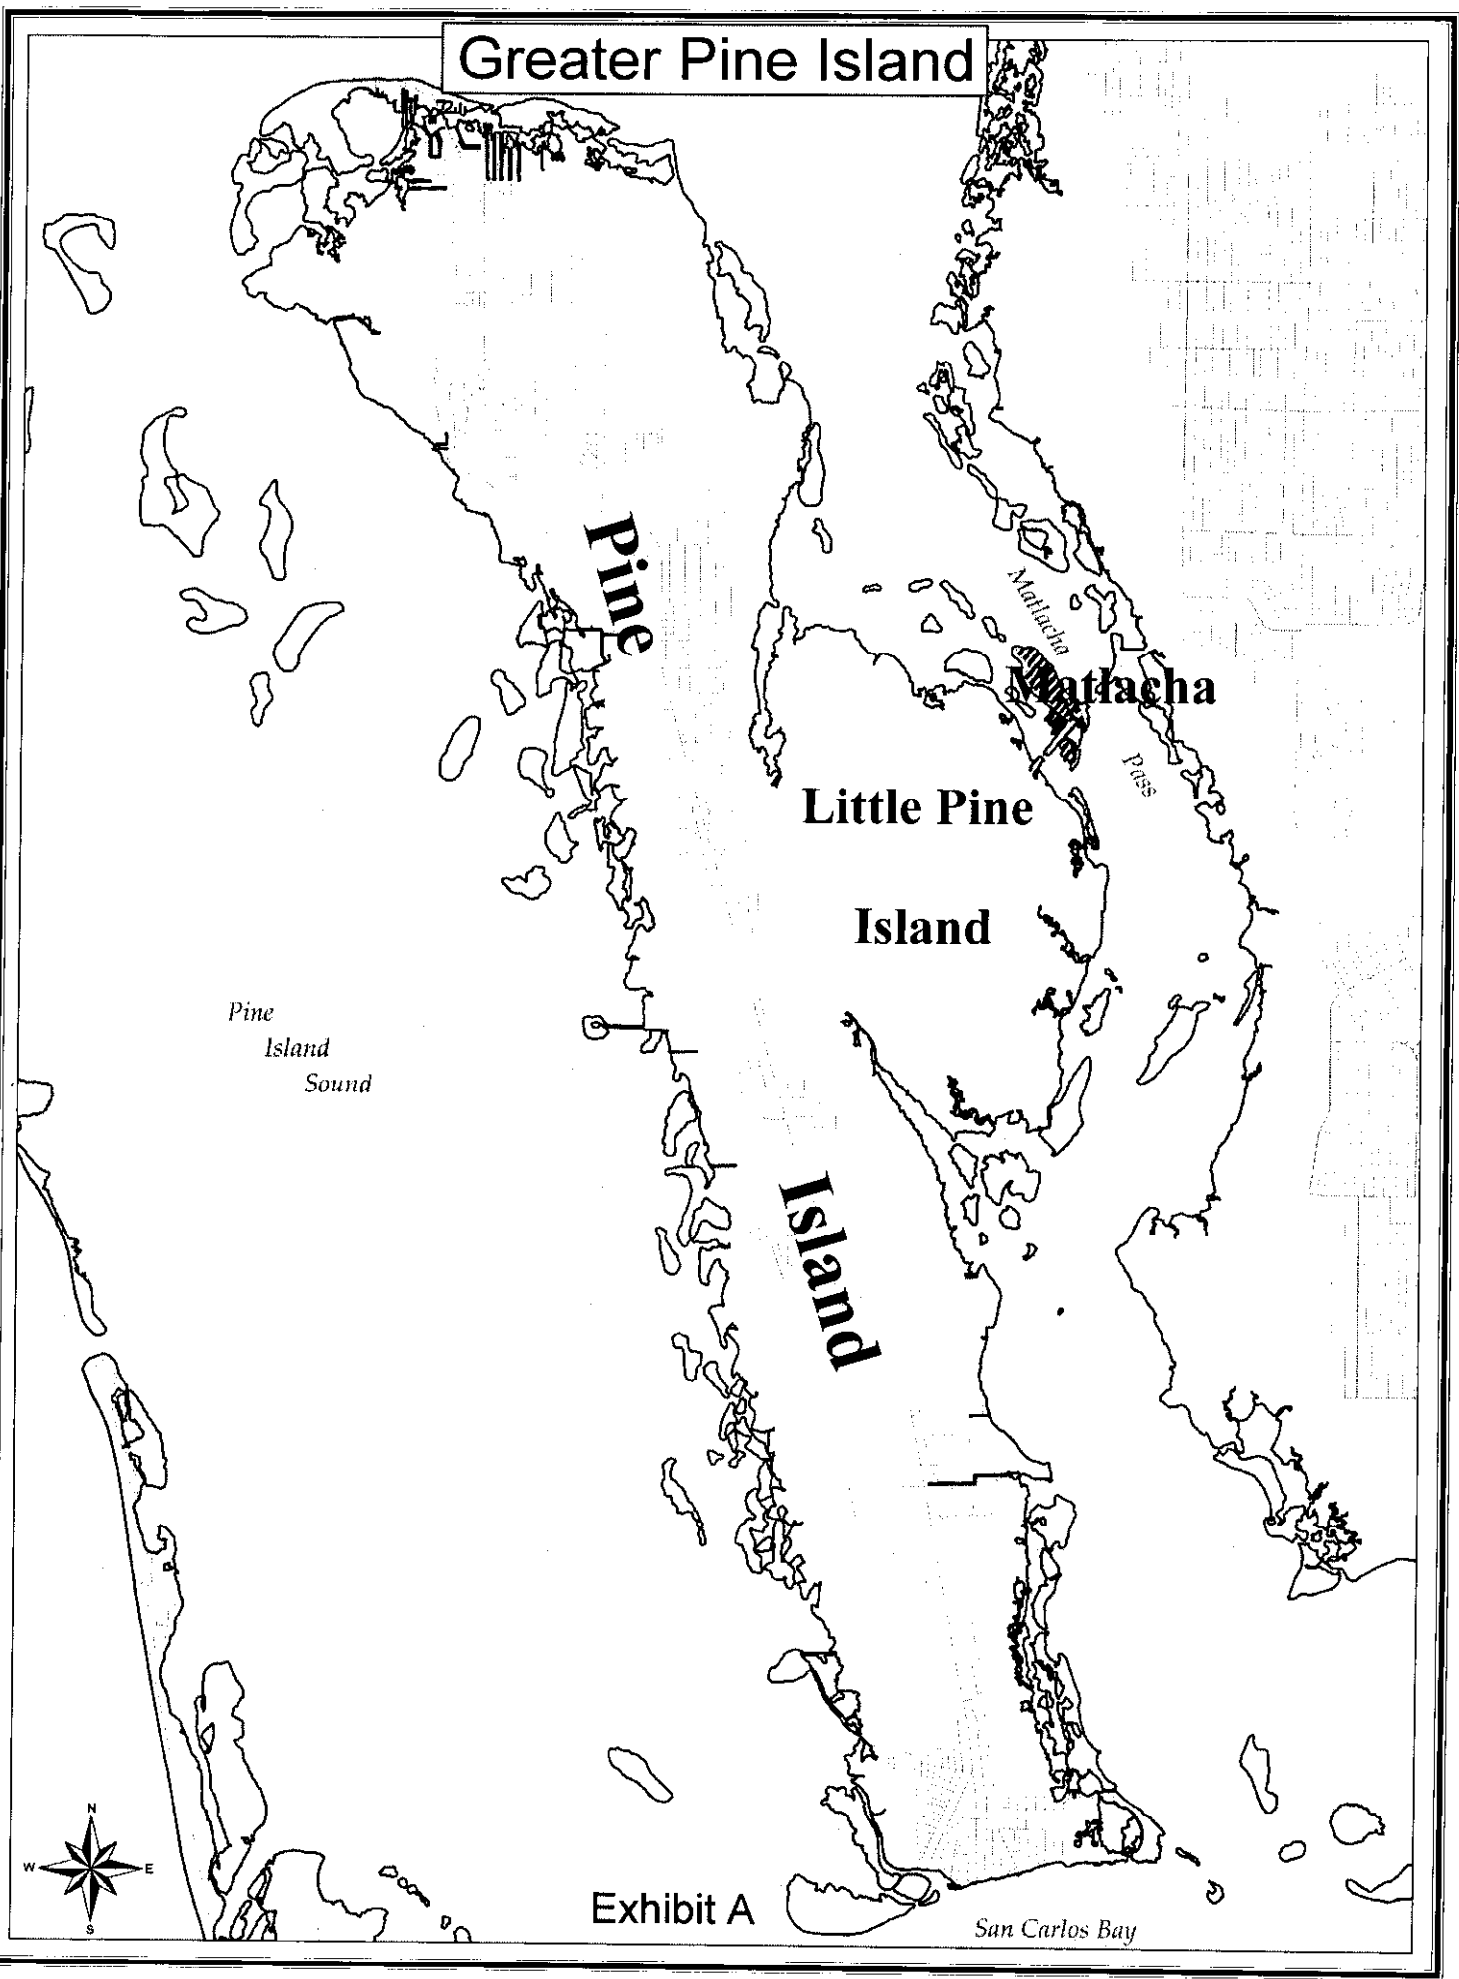 Greater Pine Island
Pine
Matlacha
Matlacha
Pass
Little Pine
Island
Pine
Island
Sound
Island
N
W E
S
Exhibit A
San Carlos Bay